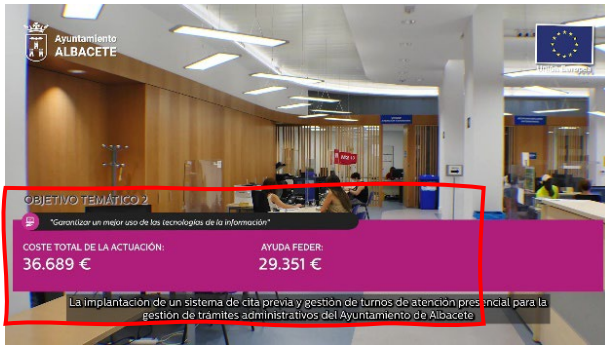 Ayuntamiento
ALBACETE
Unión Europea
OBJETIVO TEMÁTICO 2
"Garantizar un mejor uso de las tecnologías de la información"
COSTE TOTAL DE LA ACTUACIÓN:
AYUDA FEDER:
36.689 €
29.351 €
La implantación de un sistema de cita previa y gestión de turnos de atención presencial para la
gestión de trámites administrativos del Ayuntamiento de Albacete